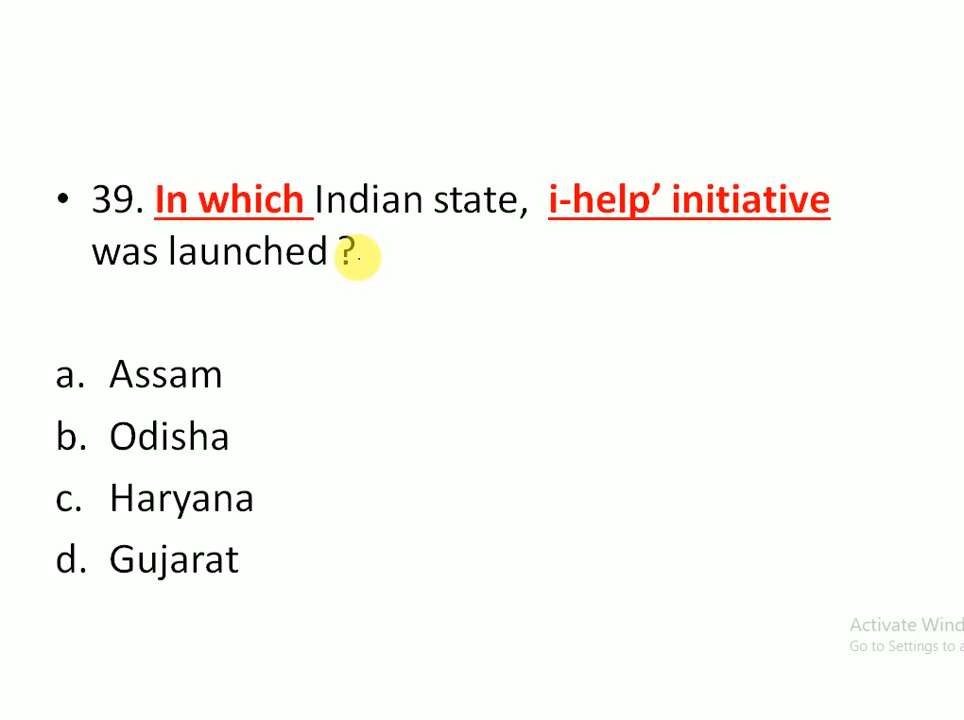 • 39. In which Indian state,  i-help’ initiative
was launched ?
a. Assam
b. Odisha
c. Haryana
d. Gujarat
Activate Wind
Go to Settings to a